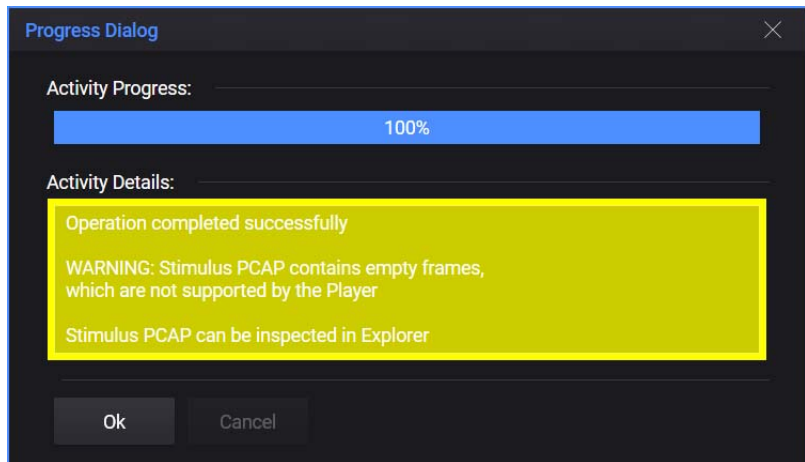 Progress Dialog
Activity Progress:
100%
Activity Details:
Operation completed successfully
WARNING: Stimulus PCAP contains empty frames,
which are not supported by the Player
Stimulus PCAP can be inspected in Explorer
Ok Cancel